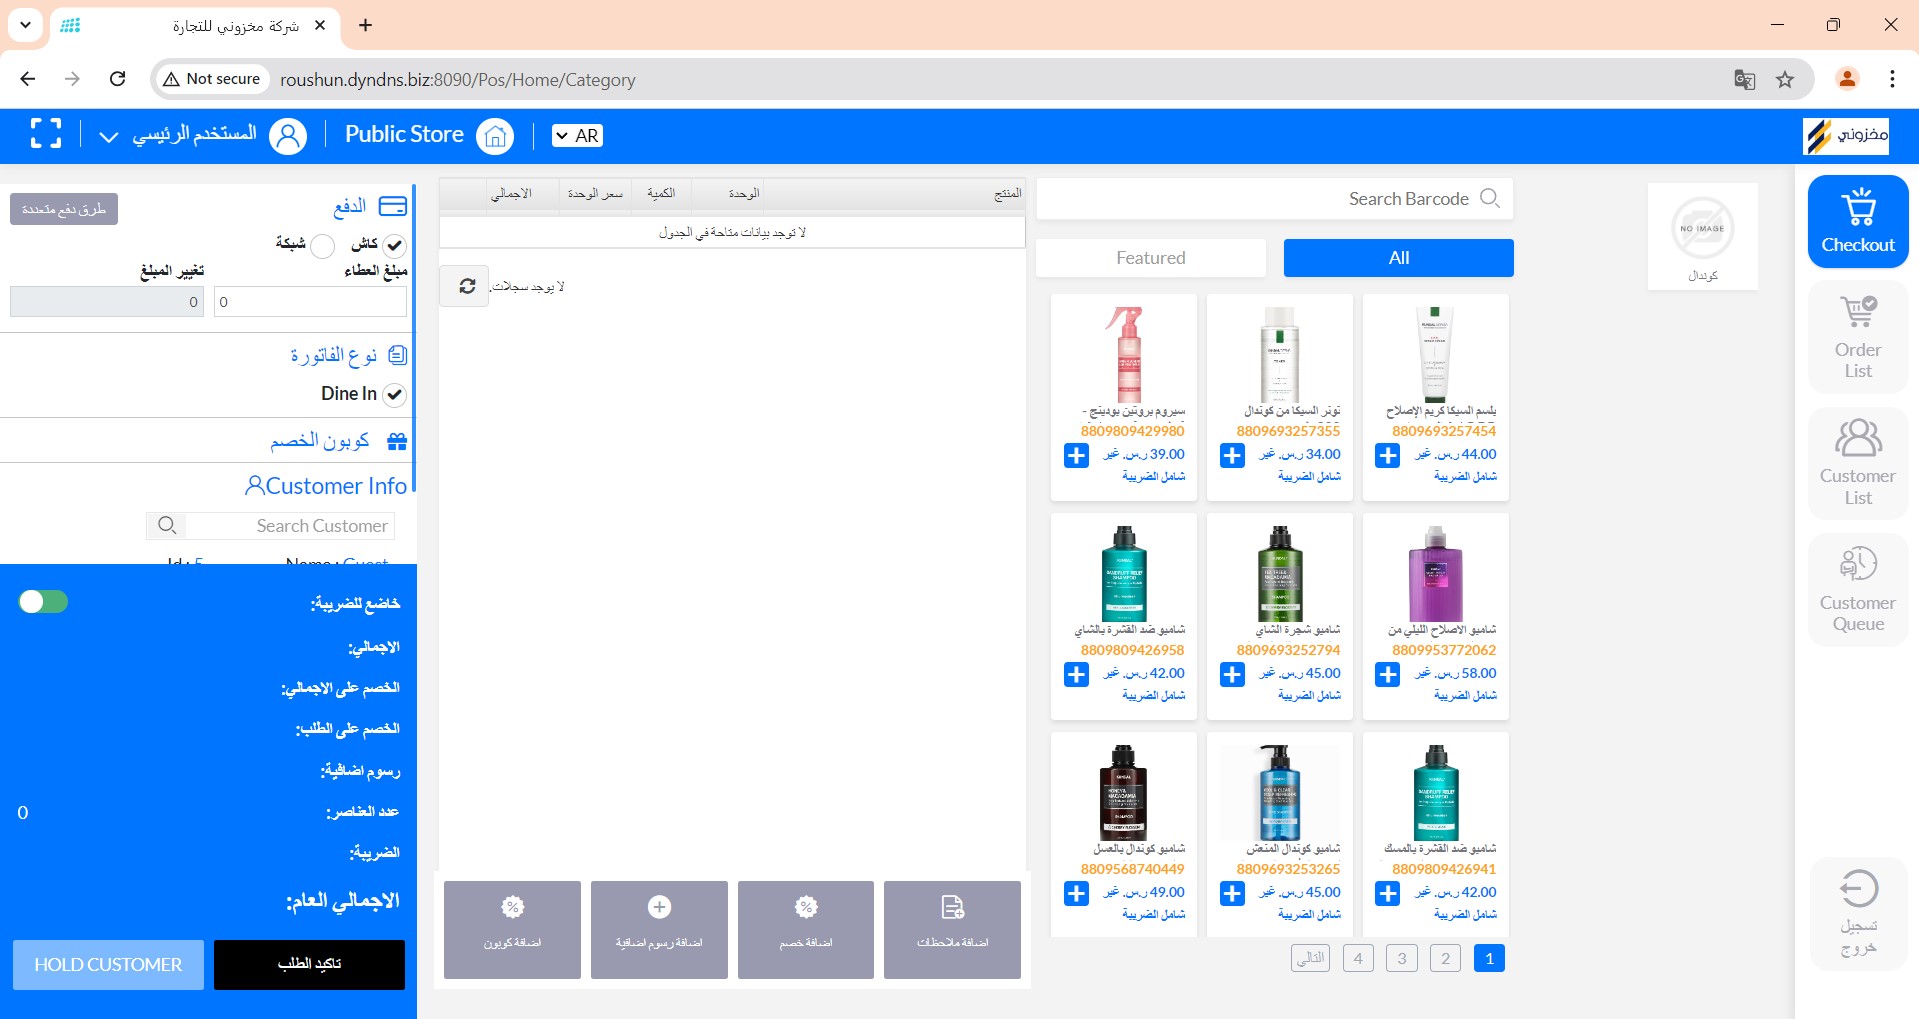 شركة مخزوني للتجارة
Not secure
roushun.dyndns.biz:8090/Pos/Home/Category
المستخدم الرئيسي
Public Store
AR
مخزوني
الدفع
طرق دفع متعددة
كاش
شبكة
مبلغ العطاء
تغيير المبلغ
0
0
نوع الفاتورة
Dine In
كوبون الخصم
Customer Info
Search Customer
Name : Guest
Id : 5
خاضع للضريبة:
الاجمالي:
الخصم على الاجمالي:
الخصم على الطلب:
رسوم اضافية:
عدد العناصر:
0
الضريبة:
الاجمالي العام:
HOLD CUSTOMER
تاكيد الطلب
المنتج
الوحدة
الكمية
سعر الوحدة
الاجمالي
لا توجد بيانات متاحة في الجدول
لا يوجد سجلات.
اضافة ملاحظات
اضافة خصم
اضافة رسوم اضافية
اضافة كوبون
Search Barcode
All
Featured
بلسم السيكا كريم الإصلاح
8809693257454
44.00 ر.س. غير
شامل الضريبة
تونر السيكا من كوندال
8809693257355
34.00 ر.س. غير
شامل الضريبة
سيروم بروتين بودينج -
8809809429980
39.00 ر.س. غير
شامل الضريبة
شامبو الاصلاح الليلي من
8809953772062
58.00 ر.س. غير
شامل الضريبة
شامبو شجرة الشاي
8809693252794
45.00 ر.س. غير
شامل الضريبة
شامبو ضد القشرة بالشاي
8809809426958
42.00 ر.س. غير
شامل الضريبة
شامبو ضد القشرة بالمسك
8809809426941
42.00 ر.س. غير
شامل الضريبة
شامبو كوندال المنعش
8809693253265
45.00 ر.س. غير
شامل الضريبة
شامبو كوندال بالعسل
8809568740449
49.00 ر.س. غير
شامل الضريبة
1
2
3
4
التالي
NO IMAGE
كوندال
Checkout
Order
List
Customer
List
Customer
Queue
تسجيل
خروج